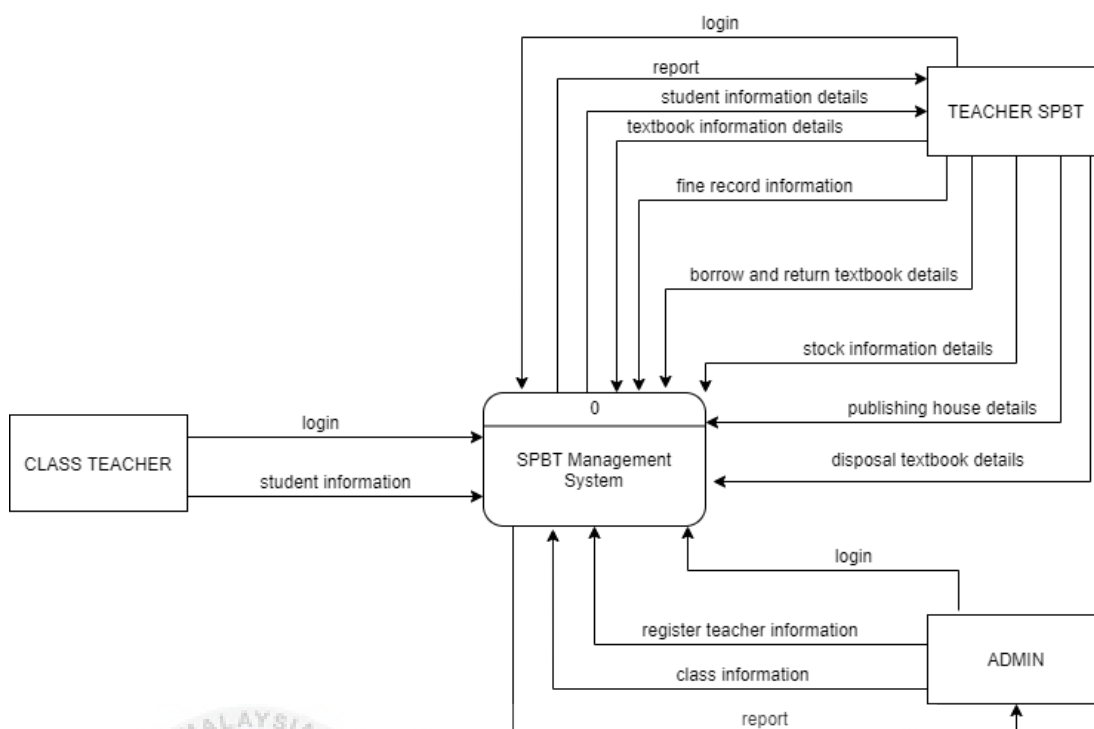 login
report
student information details
TEACHER SPBT
textbook information details
fine record information
borrow and return textbook details
stock information details
0
publishing house details
login
CLASS TEACHER
SPBT Management
System
disposal textbook details
student information
login
register teacher information
ADMIN
class information
report
MALAYSIA